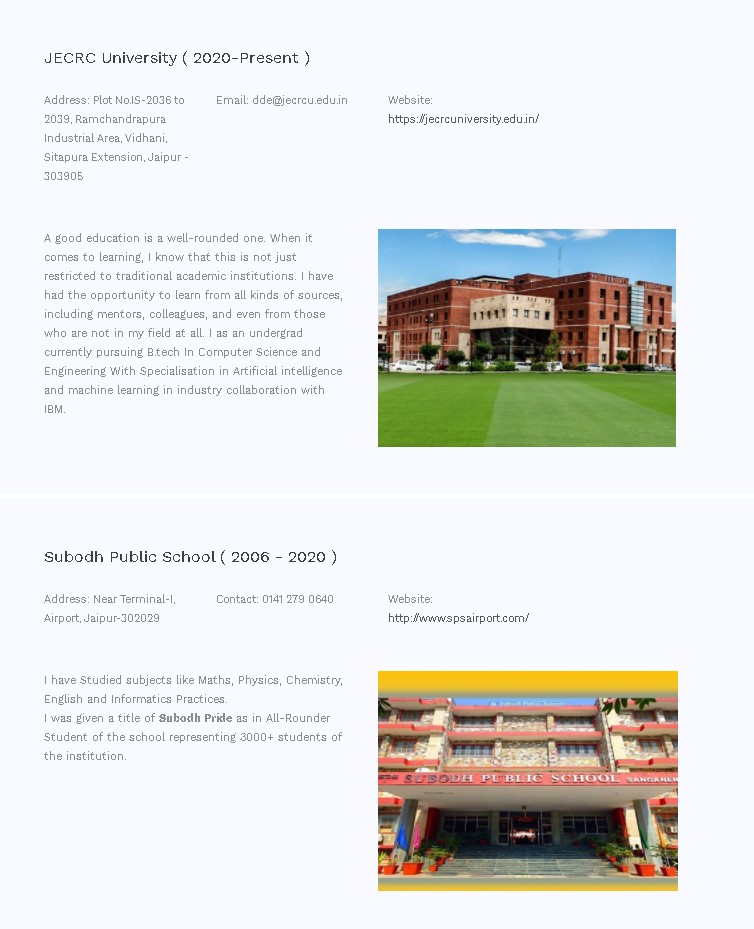 JECRC University ( 2020-Present )
Address: Plot No.IS-2036 to
2039, Ramchandrapura
Industrial Area, Vidhani,
Sitapura Extension, Jaipur -
303905
Email: dde@jecrcu.edu.in
Website:
https://jecrcuniversity.edu.in/
A good education is a well-rounded one. When it
comes to learning, I know that this is not just
restricted to traditional academic institutions. I have
had the opportunity to learn from all kinds of sources,
including mentors, colleagues, and even from those
who are not in my field at all. I as an undergrad
currently pursuing B.tech In Computer Science and
Engineering With Specialisation in Artificial intelligence
and machine learning in industry collaboration with
IBM.
Subodh Public School ( 2006 - 2020 )
Address: Near Terminal-1,
Airport, Jaipur-302029
Contact: 0141 279 0640
Website:
http://www.spsairport.com/
I have Studied subjects like Maths, Physics, Chemistry,
English and Informatics Practices.
I was given a title of Subodh Pride as in All-Rounder
Student of the school representing 3000+ students of
the institution.
Subodh Public School
SUBODH PUBLIC SCHOOL SANGANER